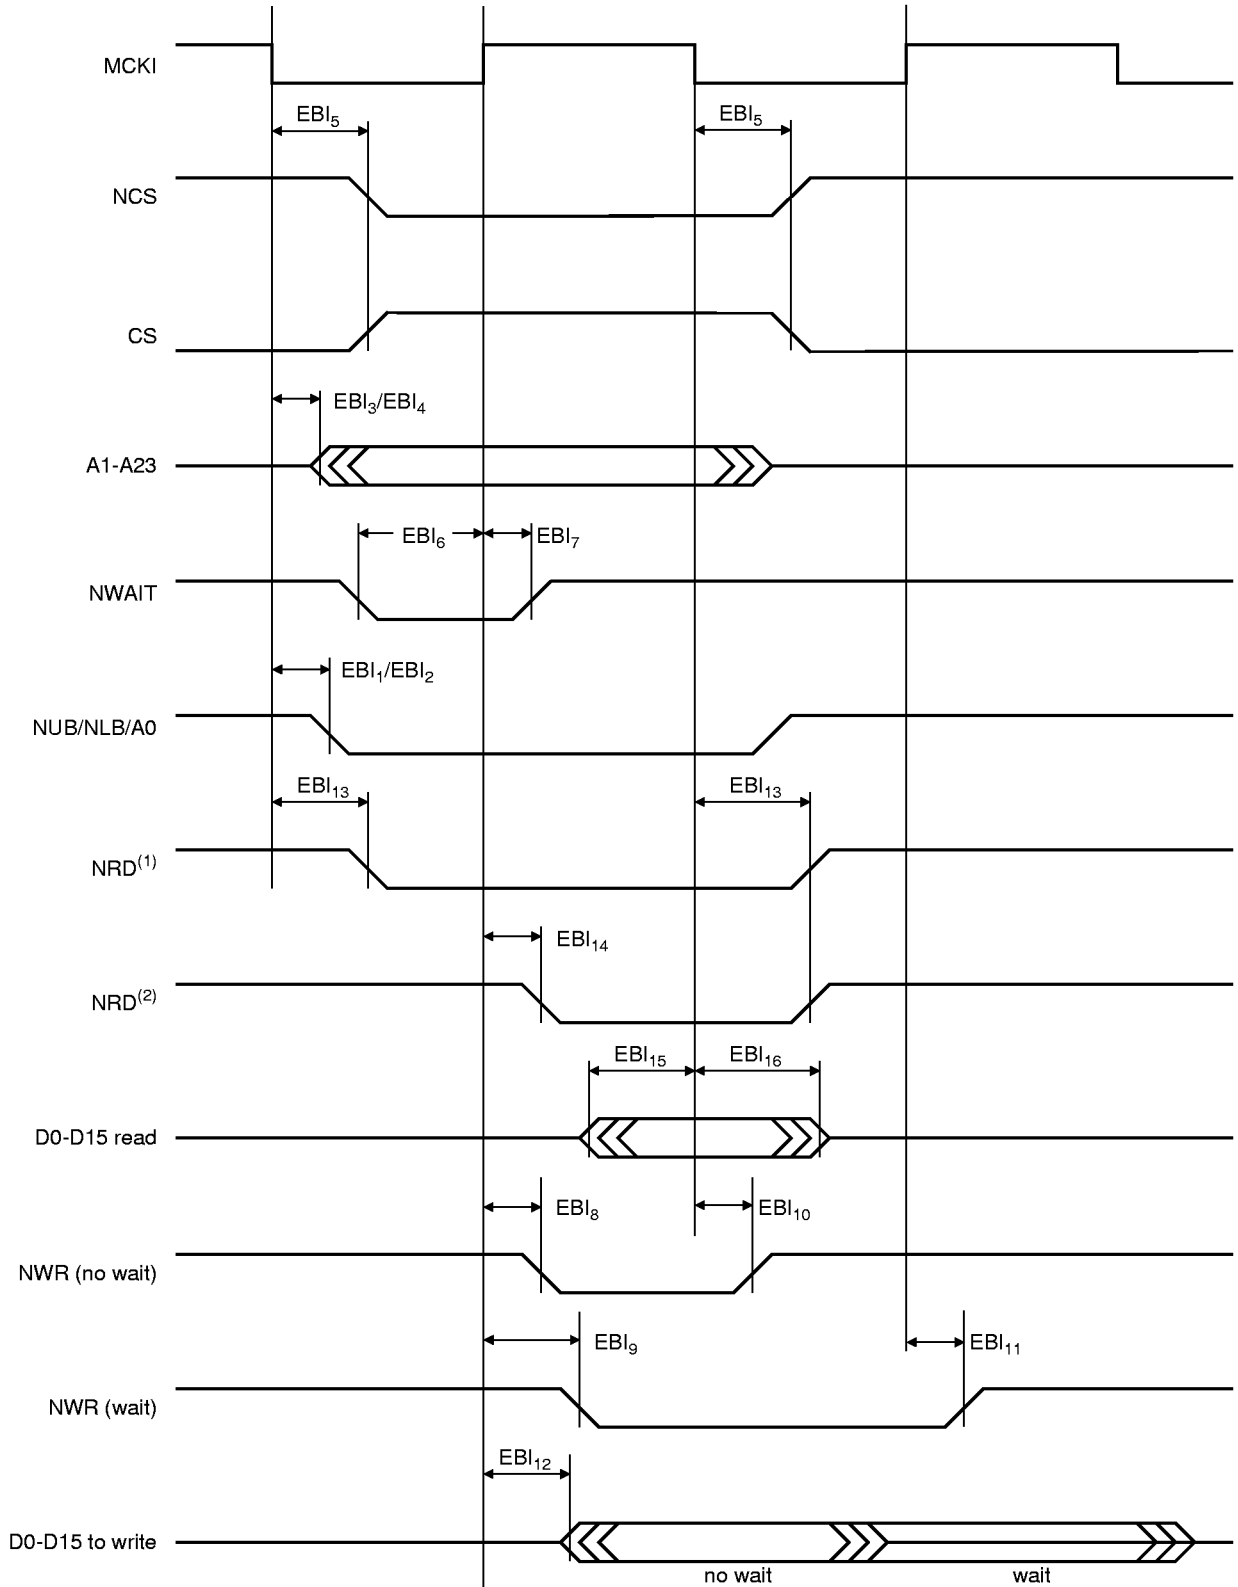 MCKI
EBI5 EBI5
NCS
CS
EBI3/EBI4
A1-A23
EBI6 EBI7
NWAIT
EBI1/EBI2
NUB/NLB/A0
EBI13 EBI13
NRD(1)
EBI14
NRD(2)
EBI15 EBI16
D0-D15 read
EBI8 EBI10
NWR (no wait)
EBI9 EBI11
NWR (wait)
EBI12
D0-D15 to write
no wait wait